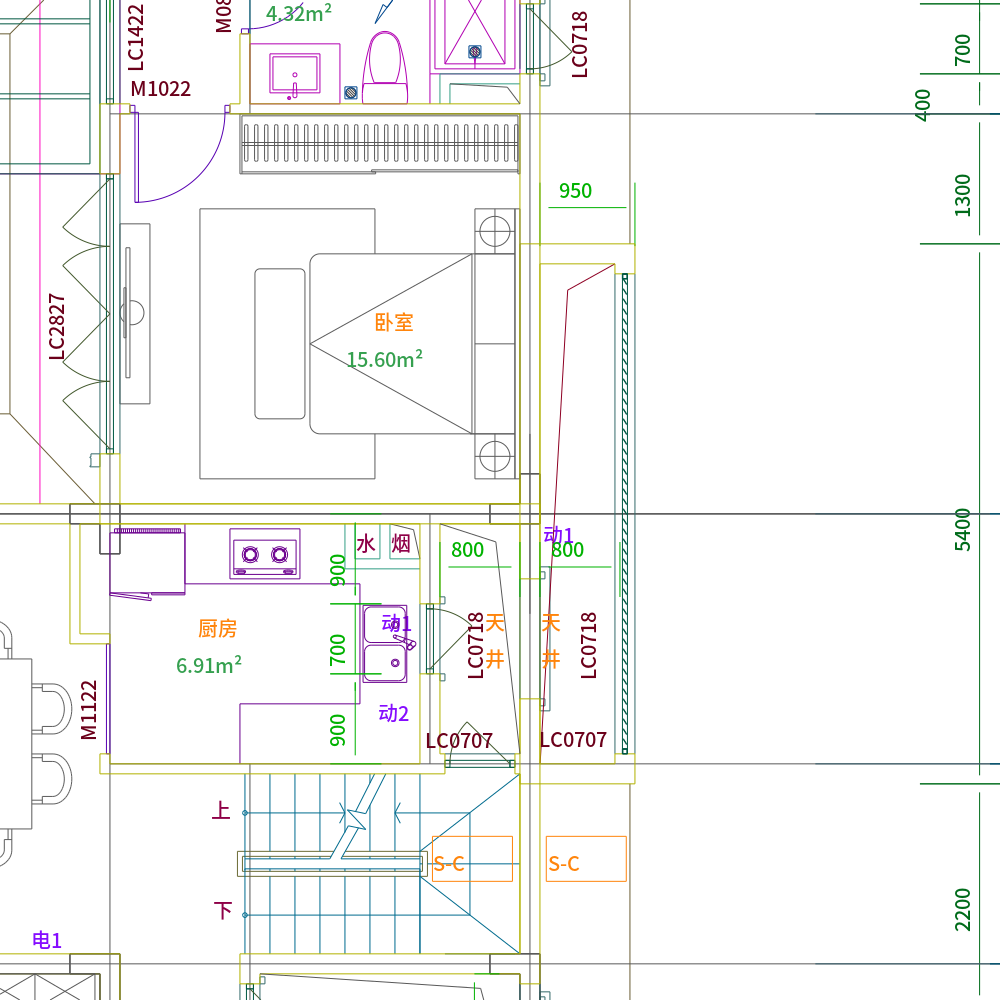 4.32m²
LC1422
M08
LC0718
700
M1022
400
950
1300
LC2827
卧室
15.60m²
动1
5400
水
烟
900
800
800
厨房
6.91m²
700
动1
LC0718
天
井
天
井
LC0718
M1122
动2
900
LC0707
LC0707
上
S-C
S-C
下
2200
电1